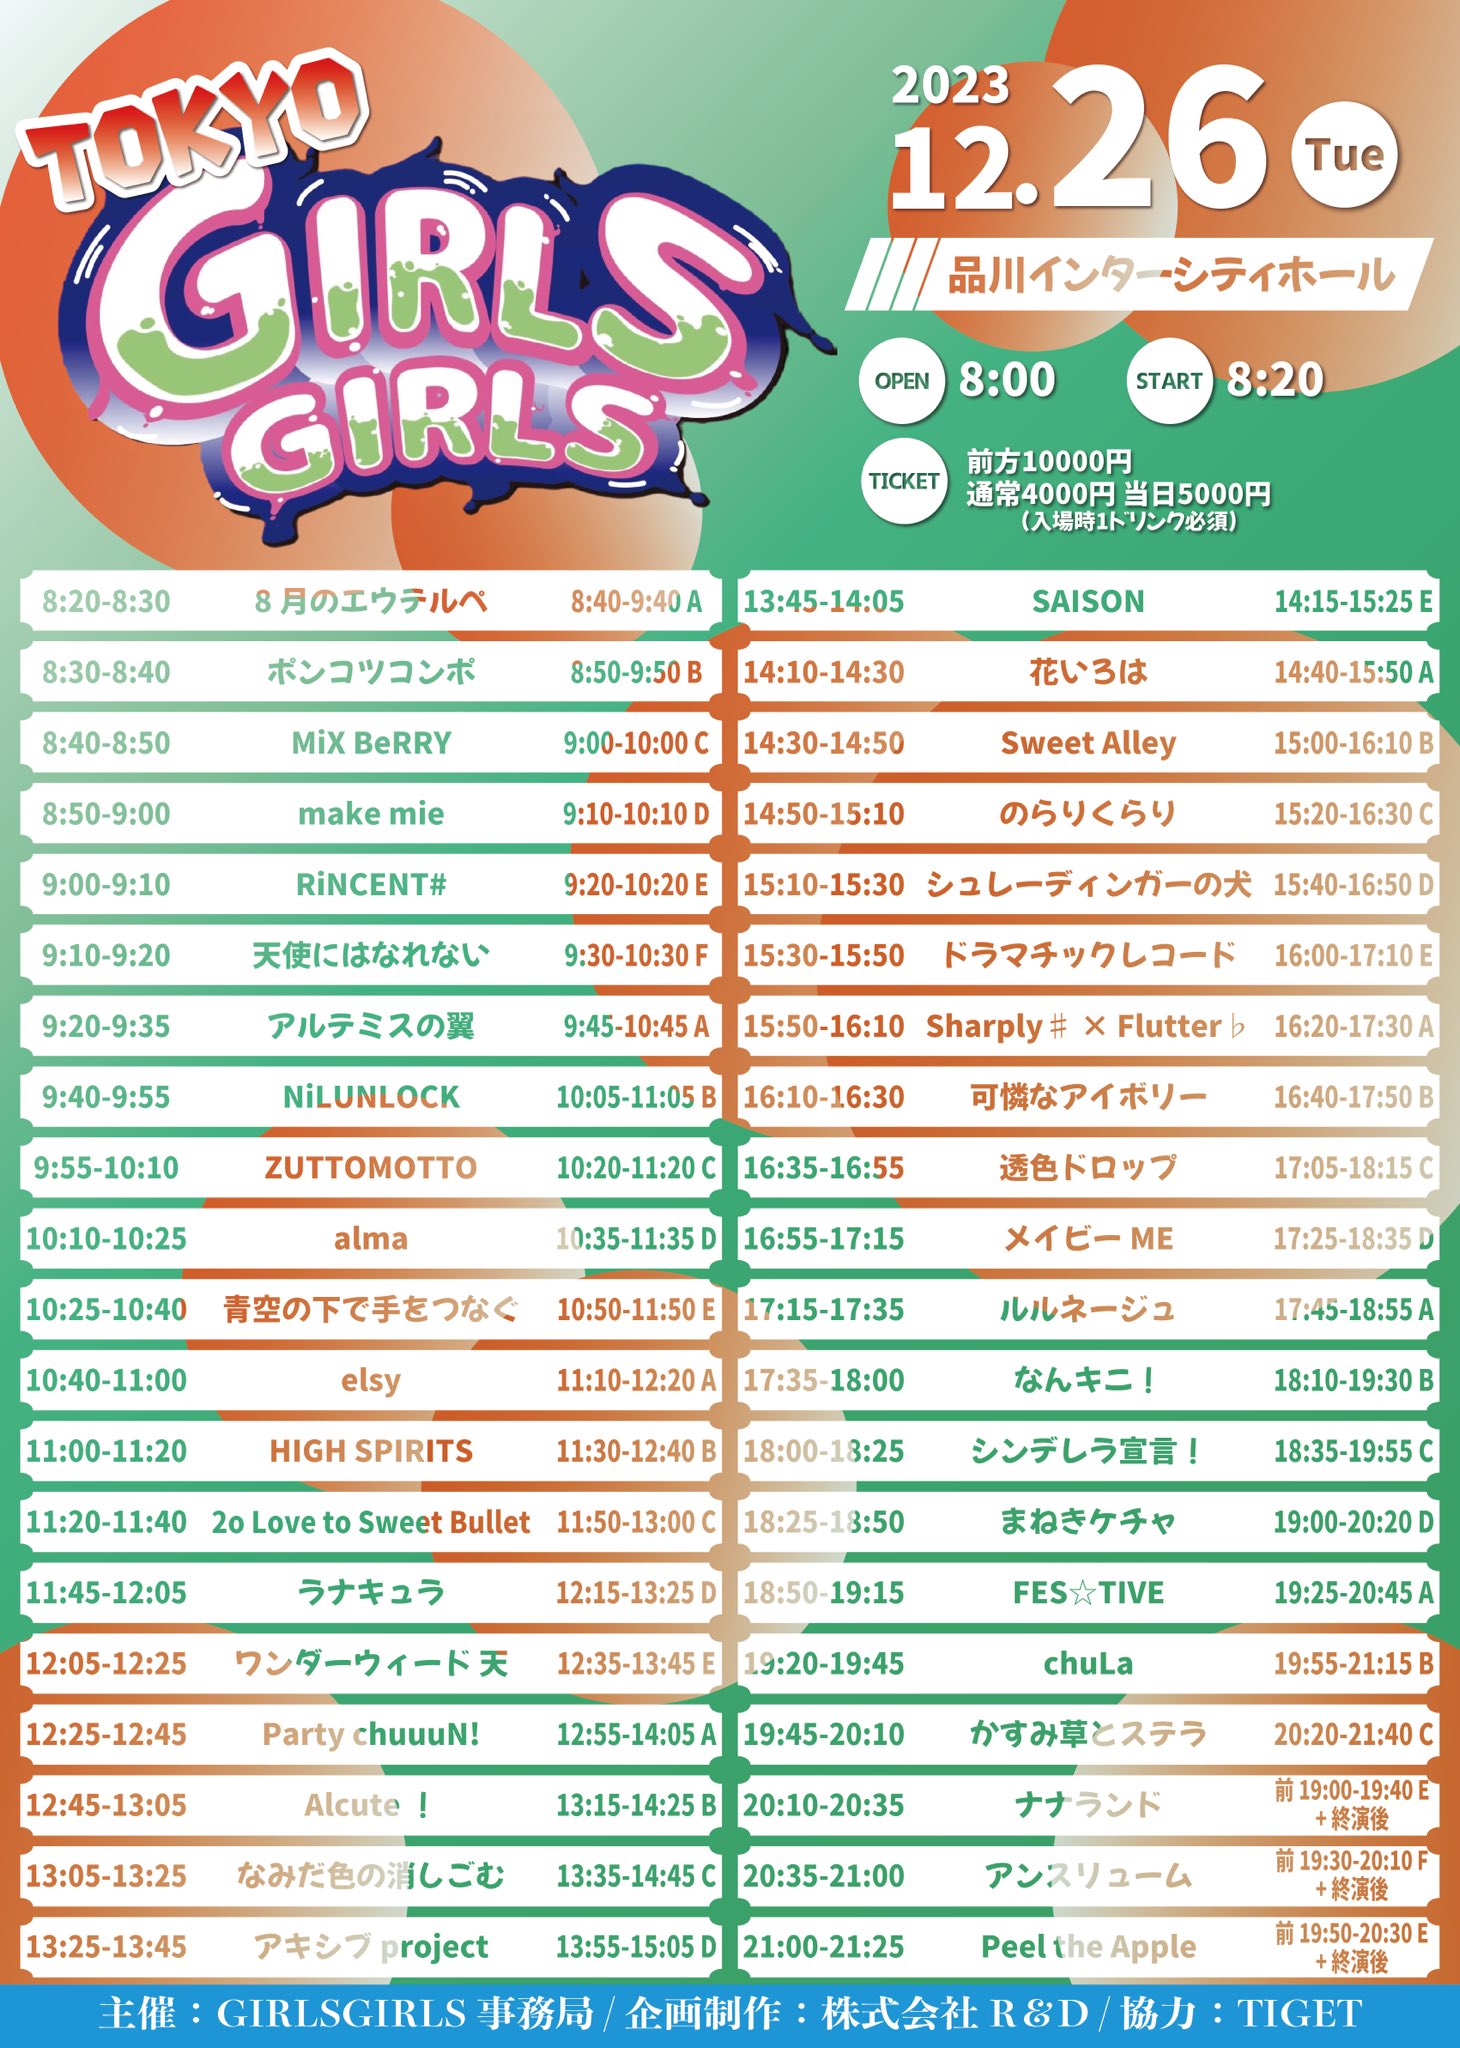 TOKYO
GIRLS
GIRLS
2023
12.26 Tue
品川インターシティホール
OPEN 8:00 START 8:20
TICKET
前方10000円
通常4000円 当日5000円
(入場時1ドリンク必須)
8:20-8:30 8月のエウテルペ 8:40-9:40 A
8:30-8:40 ポンコツコンポ 8:50-9:50 B
8:40-8:50 MiX BeRRY 9:00-10:00 C
8:50-9:00 make mie 9:10-10:10 D
9:00-9:10 RiNCENT# 9:20-10:20 E
9:10-9:20 天使にはなれない 9:30-10:30 F
9:20-9:35 アルテミスの翼 9:45-10:45 A
9:40-9:55 NiLUNLOCK 10:05-11:05 B
9:55-10:10 ZUTTOMOTTO 10:20-11:20 C
10:10-10:25 alma 10:35-11:35 D
10:25-10:40 青空の下で手をつなぐ 10:50-11:50 E
10:40-11:00 elsy 11:10-12:20 A
11:00-11:20 HIGH SPIRITS 11:30-12:40 B
11:20-11:40 2o Love to Sweet Bullet 11:50-13:00 C
11:45-12:05 ラナキュラ 12:15-13:25 D
12:05-12:25 ワンダーウィード 天 12:35-13:45 E
12:25-12:45 Party chuuuN! 12:55-14:05 A
12:45-13:05 Alcute！ 13:15-14:25 B
13:05-13:25 なみだ色の消しごむ 13:35-14:45 C
13:25-13:45 アキシブproject 13:55-15:05 D
13:45-14:05 SAISON 14:15-15:25 E
14:10-14:30 花いろは 14:40-15:50 A
14:30-14:50 Sweet Alley 15:00-16:10 B
14:50-15:10 のらりくらり 15:20-16:30 C
15:10-15:30 シュレーディンガーの犬 15:40-16:50 D
15:30-15:50 ドラマチックレコード 16:00-17:10 E
15:50-16:10 Sharply♯ × Flutter♭ 16:20-17:30 A
16:10-16:30 可憐なアイボリー 16:40-17:50 B
16:35-16:55 透色ドロップ 17:05-18:15 C
16:55-17:15 メイビーME 17:25-18:35 D
17:15-17:35 ルルネージュ 17:45-18:55 A
17:35-18:00 なんキニ！ 18:10-19:30 B
18:00-18:25 シンデレラ宣言！ 18:35-19:55 C
18:25-18:50 まねきケチャ 19:00-20:20 D
18:50-19:15 FES☆TIVE 19:25-20:45 A
19:20-19:45 chuLa 19:55-21:15 B
19:45-20:10 かすみ草とステラ 20:20-21:40 C
20:10-20:35 ナナランド 前 19:00-19:40 E
+ 終演後
20:35-21:00 アンスリューム 前 19:30-20:10 F
+ 終演後
21:00-21:25 Peel the Apple 前 19:50-20:30 E
+ 終演後
主催：GIRLSGIRLS 事務局 / 企画制作：株式会社 R＆D / 協力：TIGET